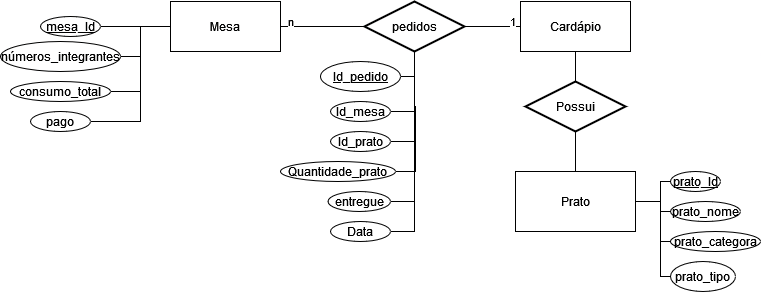 Mesa
n
pedidos
1
Cardápio
mesa_Id
números_integrantes
consumo_total
pago
Id_pedido
Id_mesa
Id_prato
Quantidade_prato
entregue
Data
Possui
Prato
prato_Id
prato_nome
prato_categora
prato_tipo